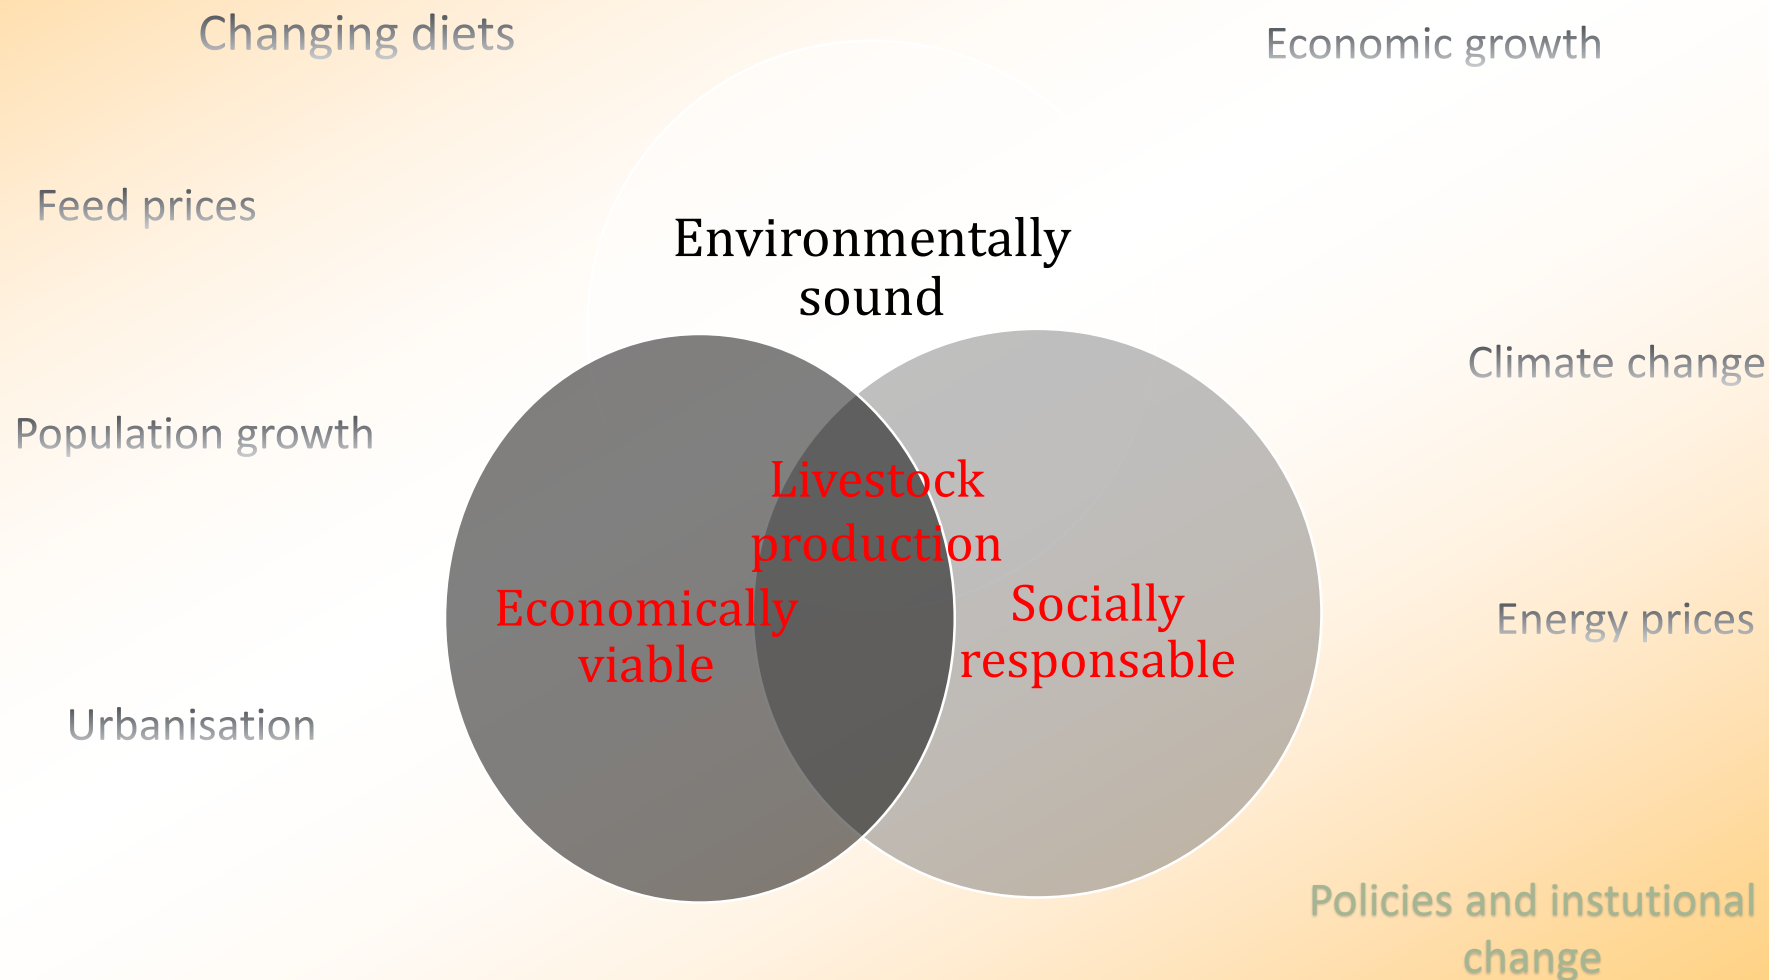 Changing diets
Economic growth
Feed prices
Environmentally
sound
Climate change
Population growth
Livestock
production
Economically
viable
Socially
responsable
Energy prices
Urbanisation
Policies and instutional
change